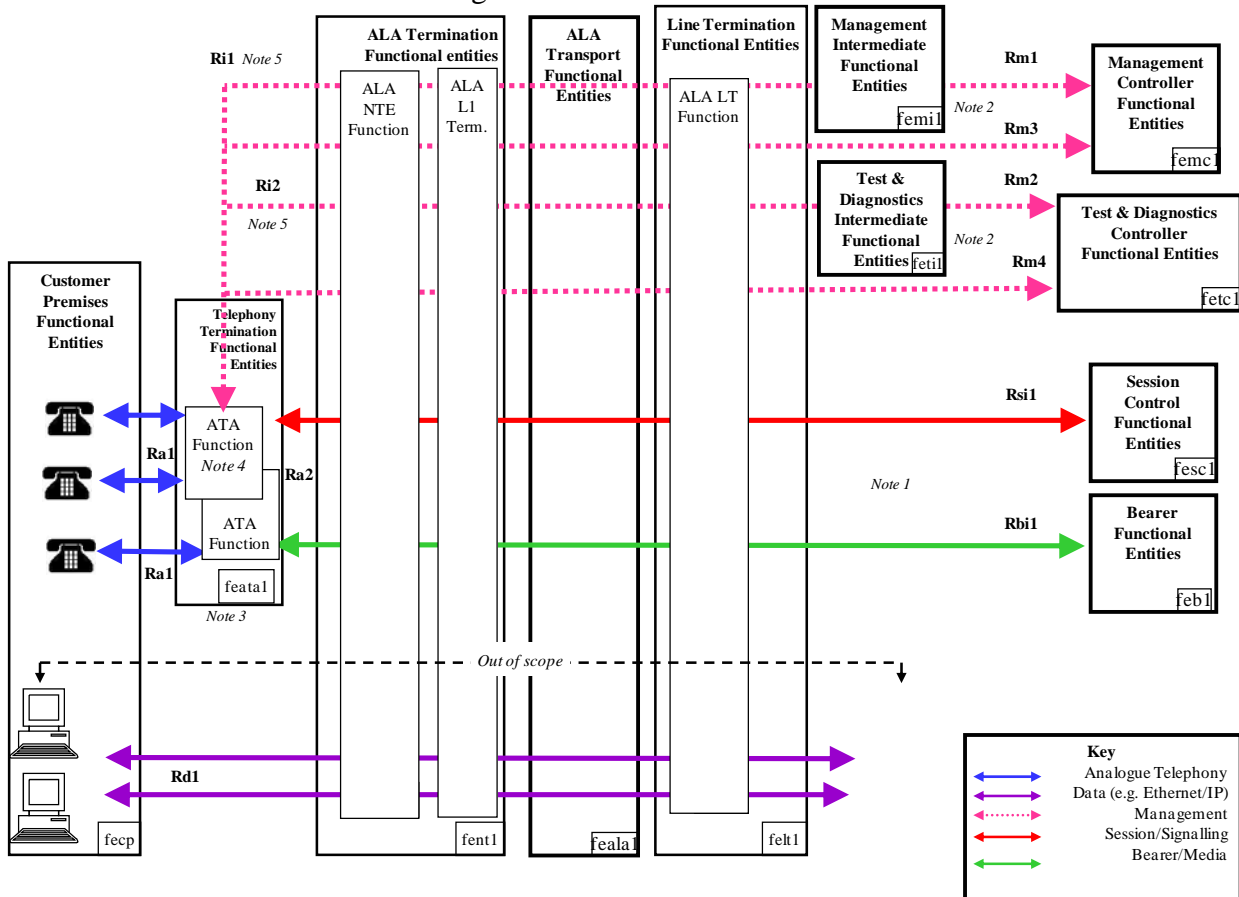 ALA Termination
Functional entities
ALA
Transport
Functional
Entities
Line Termination
Functional Entities
Management
Intermediate
Functional
Entities
femi1
Ri1 Note 5
Rm1
Note 2
Rm3
Management
Controller
Functional
Entities
femc1
ALA
NTE
Function
ALA
L1
Term.
ALA LT
Function
Ri2
Note 5
Test &
Diagnostics
Intermediate
Functional
Entities
feti1
Rm2
Note 2
Rm4
Test & Diagnostics
Controller
Functional Entities
fetc1
Customer
Premises
Functional
Entities
Telephony
Termination
Functional
Entities
ATA
Function
Note 4
Ra1
Ra2
ATA
Function
Ra1
feata1
Note 3
Rsi1
Session
Control
Functional
Entities
fesc1
Note 1
Rbi1
Bearer
Functional
Entities
feb1
Out of scope
Rd1
fecp
fent1
feala1
felt1
Key
Analogue Telephony
Data (e.g. Ethernet/IP)
Management
Session/Signalling
Bearer/Media